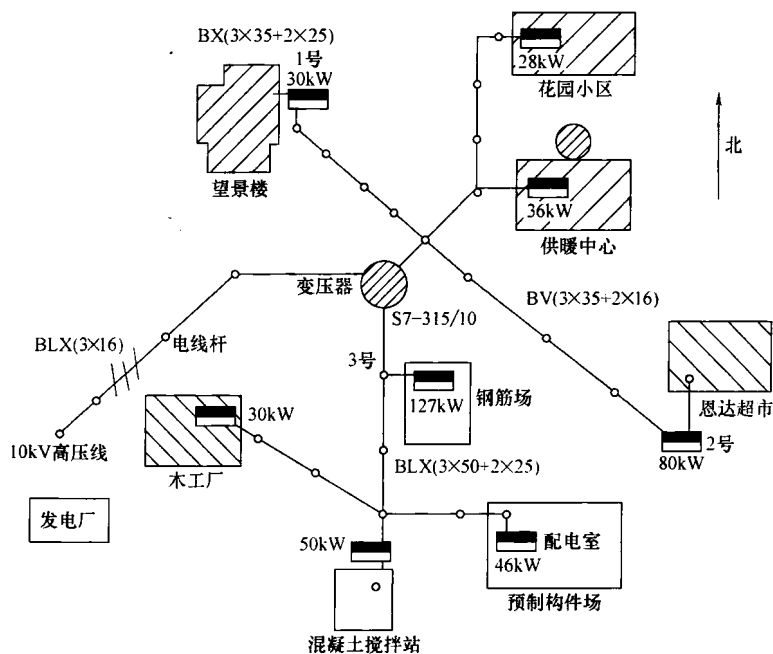 BX(3×35+2×25)
1号
30kW
望景楼
28kW
花园小区
北
36kW
供暖中心
变压器
S7-315/10
BV(3×35+2×16)
BLX(3×16)
电线杆
3号
127kW
钢筋场
恩达超市
2号
80kW
10kV高压线
30kW
木工厂
BLX(3×50+2×25)
发电厂
50kW
配电室
46kW
预制构件场
混凝土搅拌站